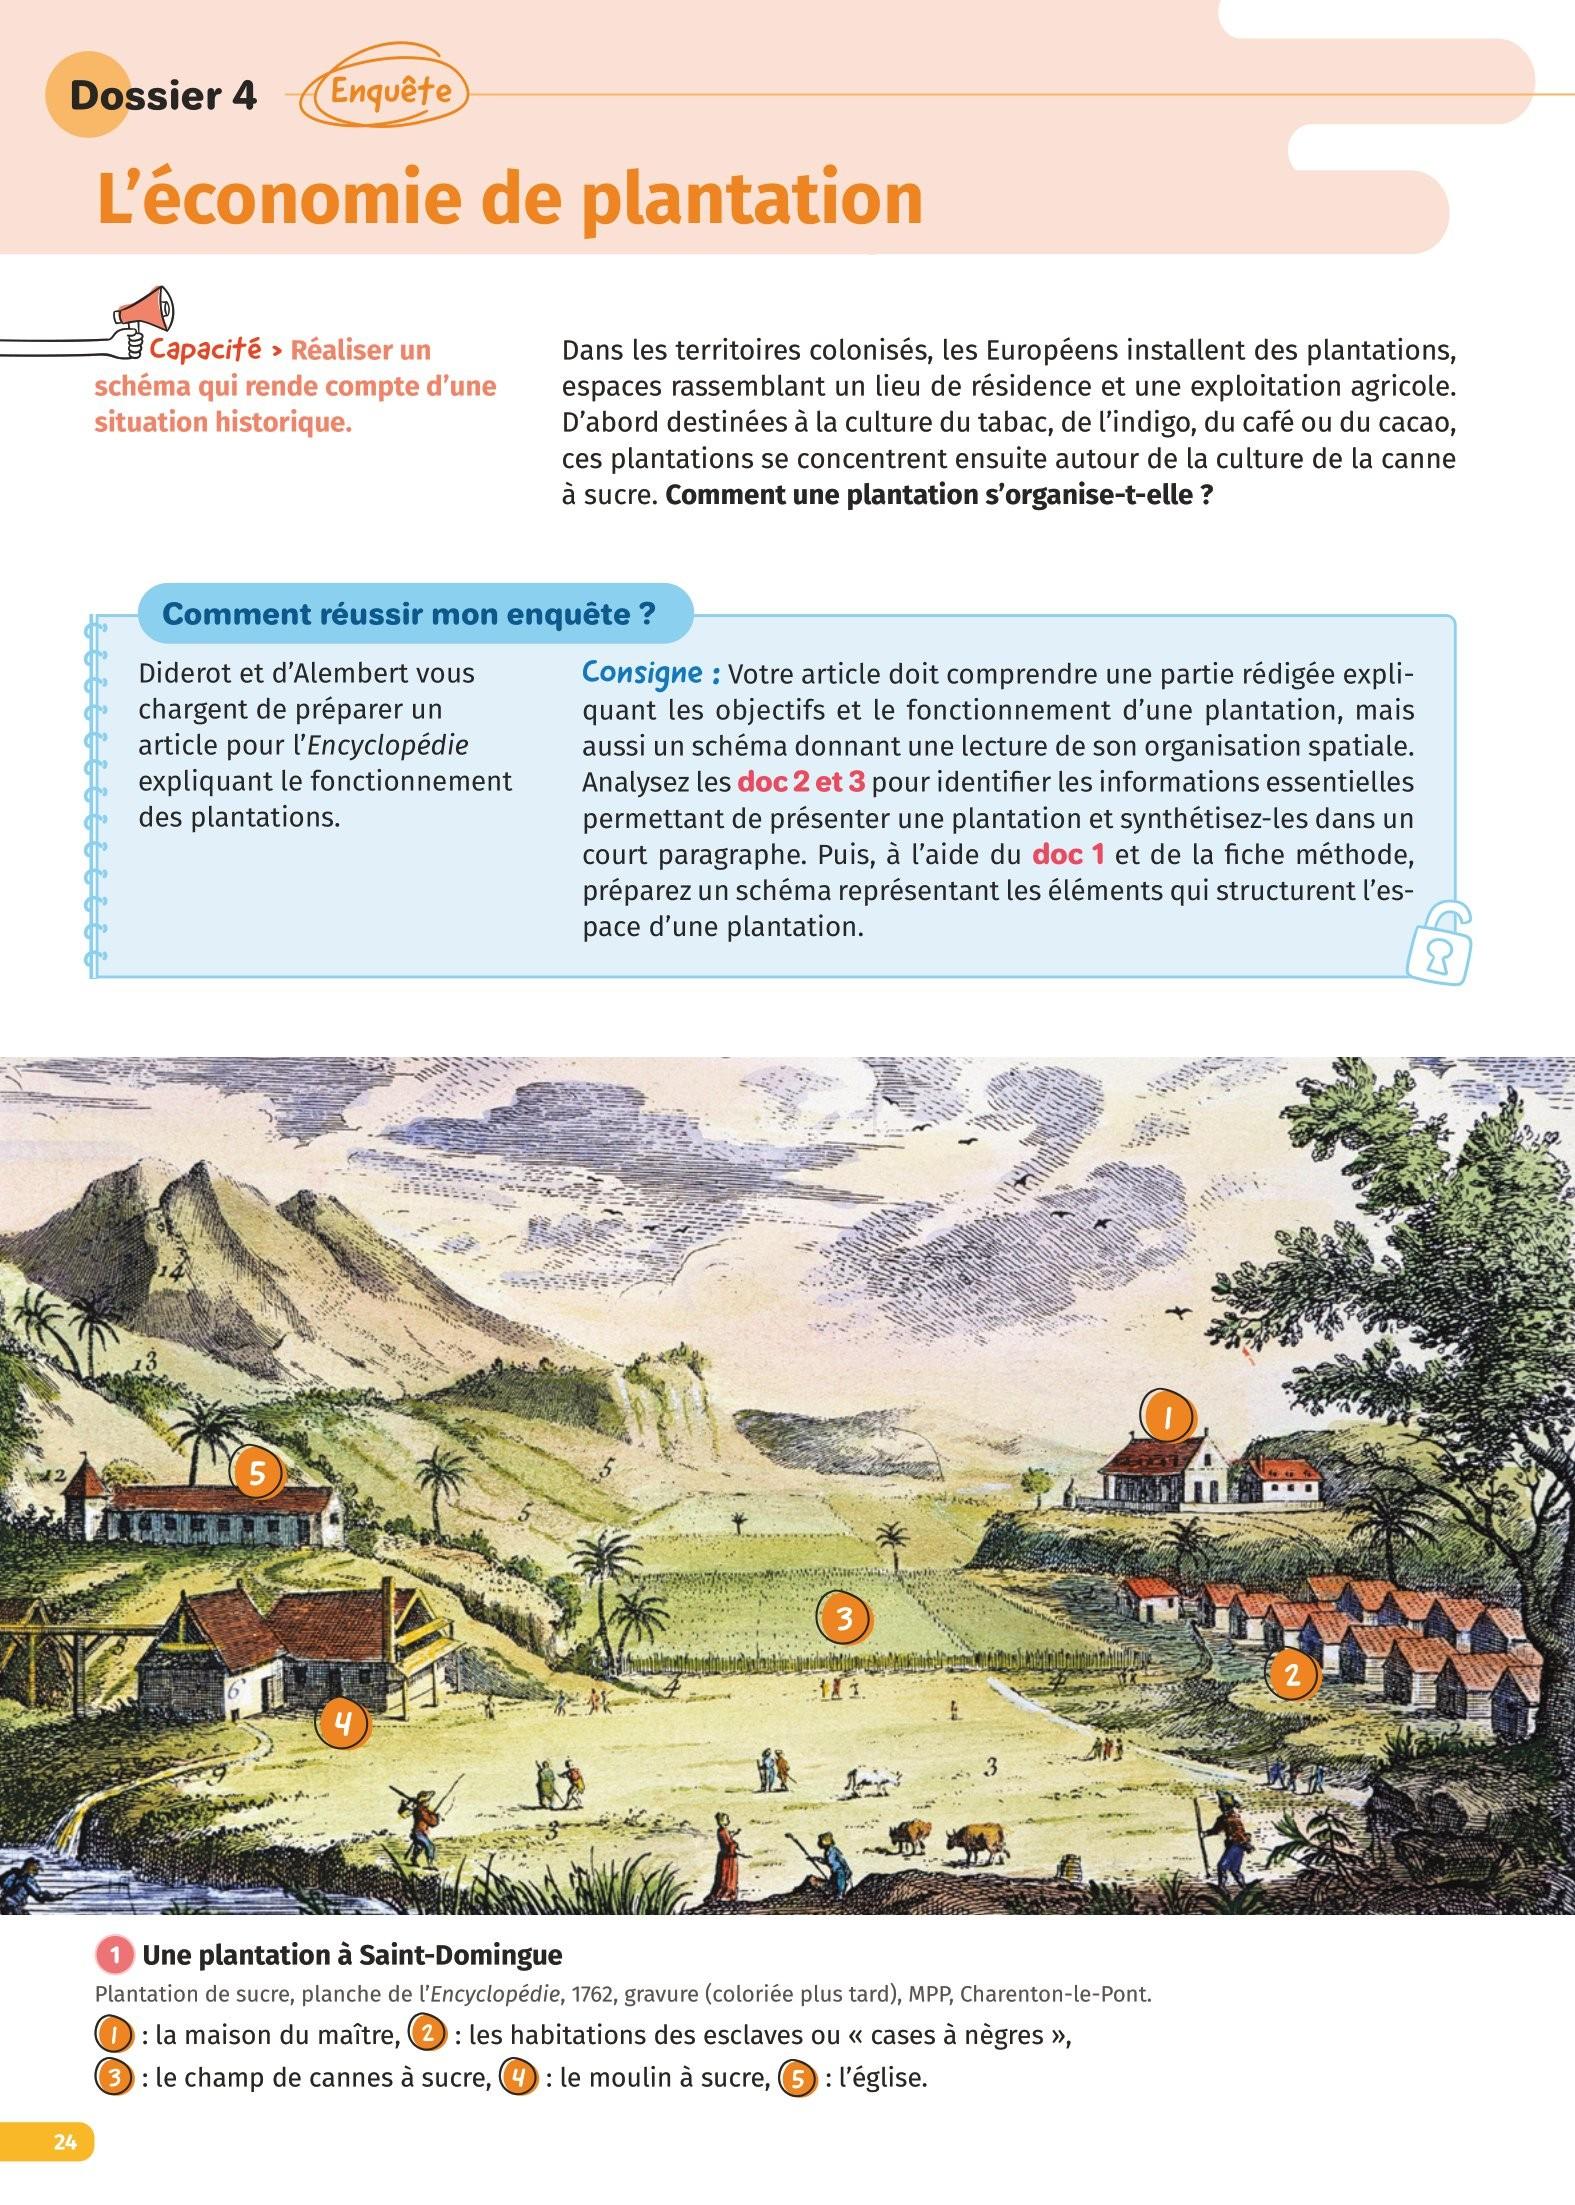 Dossier 4
Enquête
L’économie de plantation
Capacité > Réaliser un
schéma qui rende compte d’une
situation historique.
Dans les territoires colonisés, les Européens installent des plantations,
espaces rassemblant un lieu de résidence et une exploitation agricole.
D’abord destinées à la culture du tabac, de l’indigo, du café ou du cacao,
ces plantations se concentrent ensuite autour de la culture de la canne
à sucre. Comment une plantation s’organise-t-elle ?
Comment réussir mon enquête ?
Diderot et d’Alembert vous
chargent de préparer un
article pour l’Encyclopédie
expliquant le fonctionnement
des plantations.
Consigne : Votre article doit comprendre une partie rédigée expli-
quant les objectifs et le fonctionnement d’une plantation, mais
aussi un schéma donnant une lecture de son organisation spatiale.
Analysez les doc 2 et 3 pour identifier les informations essentielles
permettant de présenter une plantation et synthétisez-les dans un
court paragraphe. Puis, à l’aide du doc 1 et de la fiche méthode,
préparez un schéma représentant les éléments qui structurent l’es-
pace d’une plantation.
14
13
1
12
5
5
5
3
2
6
4
4
9
3
3
1 Une plantation à Saint-Domingue
Plantation de sucre, planche de l’Encyclopédie, 1762, gravure (coloriée plus tard), MPP, Charenton-le-Pont.
1 : la maison du maître, 2 : les habitations des esclaves ou « cases à nègres »,
3 : le champ de cannes à sucre, 4 : le moulin à sucre, 5 : l’église.
24